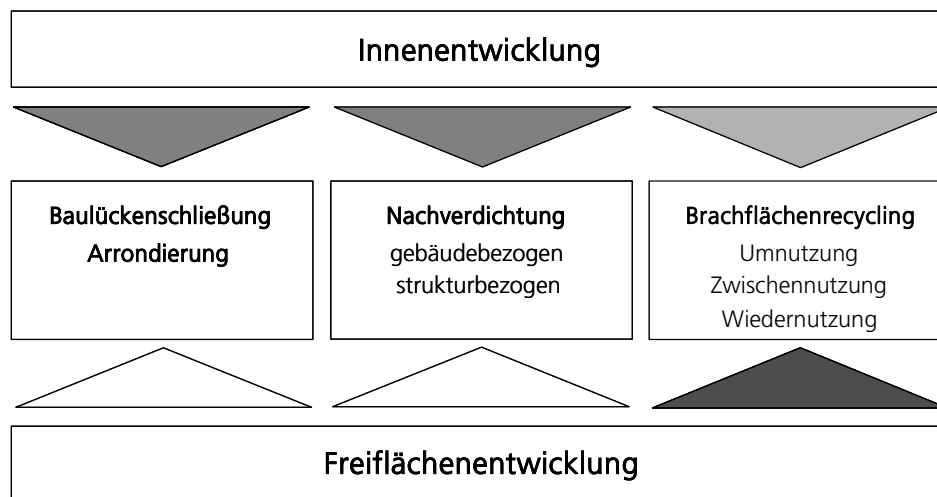 Innenentwicklung
Baulückenschließung
Arrondierung
Nachverdichtung
gebäudebezogen
strukturbezogen
Brachflächenrecycling
Umnutzung
Zwischennutzung
Wiedernutzung
Freiflächenentwicklung